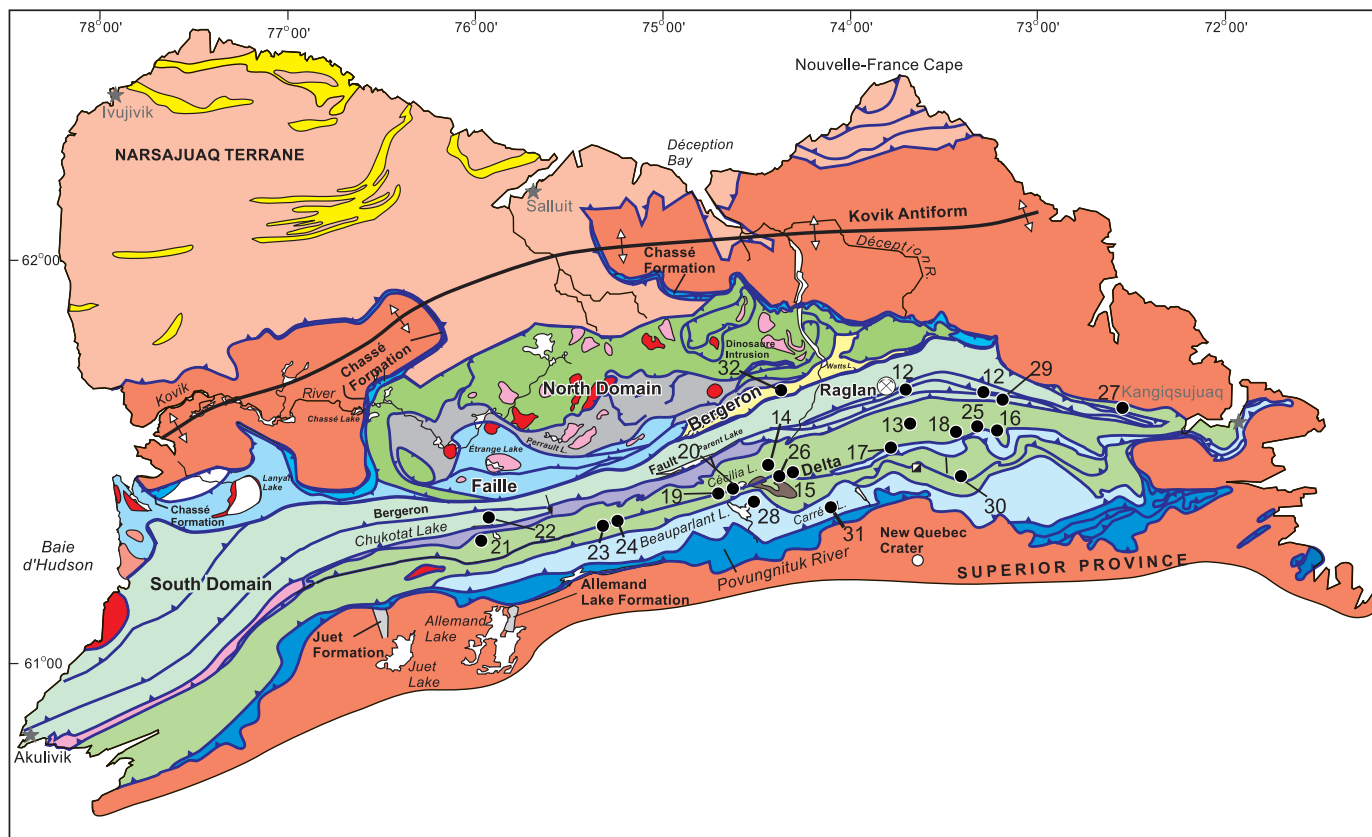 78°00'
77°00'
76°00'
75°00'
74°00'
73°00'
72°00'
Nouvelle-France Cape
Ivujivik
NARSAJUAQ TERRANE
Déception
Bay
Salluit
Kovik Antiform
Déception R.
62°00'
Chassé
Formation
Chassé
Formation
Dinosaure
Intrusion
Watts L.
32
North Domain
Bergeron
Raglan
12
12
29
27
Kangiqsujuaq
Kovik
River
Chassé Lake
Perrault L.
Étrange Lake
14
13
18
25
16
Fault
Parent Lake
20
26
17
Cécilia L.
Delta
Lanyan
Lake
Faille
19
15
30
Chassé
Formation
Bergeron
28
Chukotat Lake
22
Beauparlant L.
Carré L.
31
21
23
24
Baie
d'Hudson
New Quebec
Crater
Povungnituk River
SUPERIOR PROVINCE
South Domain
Allemand
Lake Formation
Juet
Formation
Allemand
Lake
61°00'
Juet
Lake
Akulivik